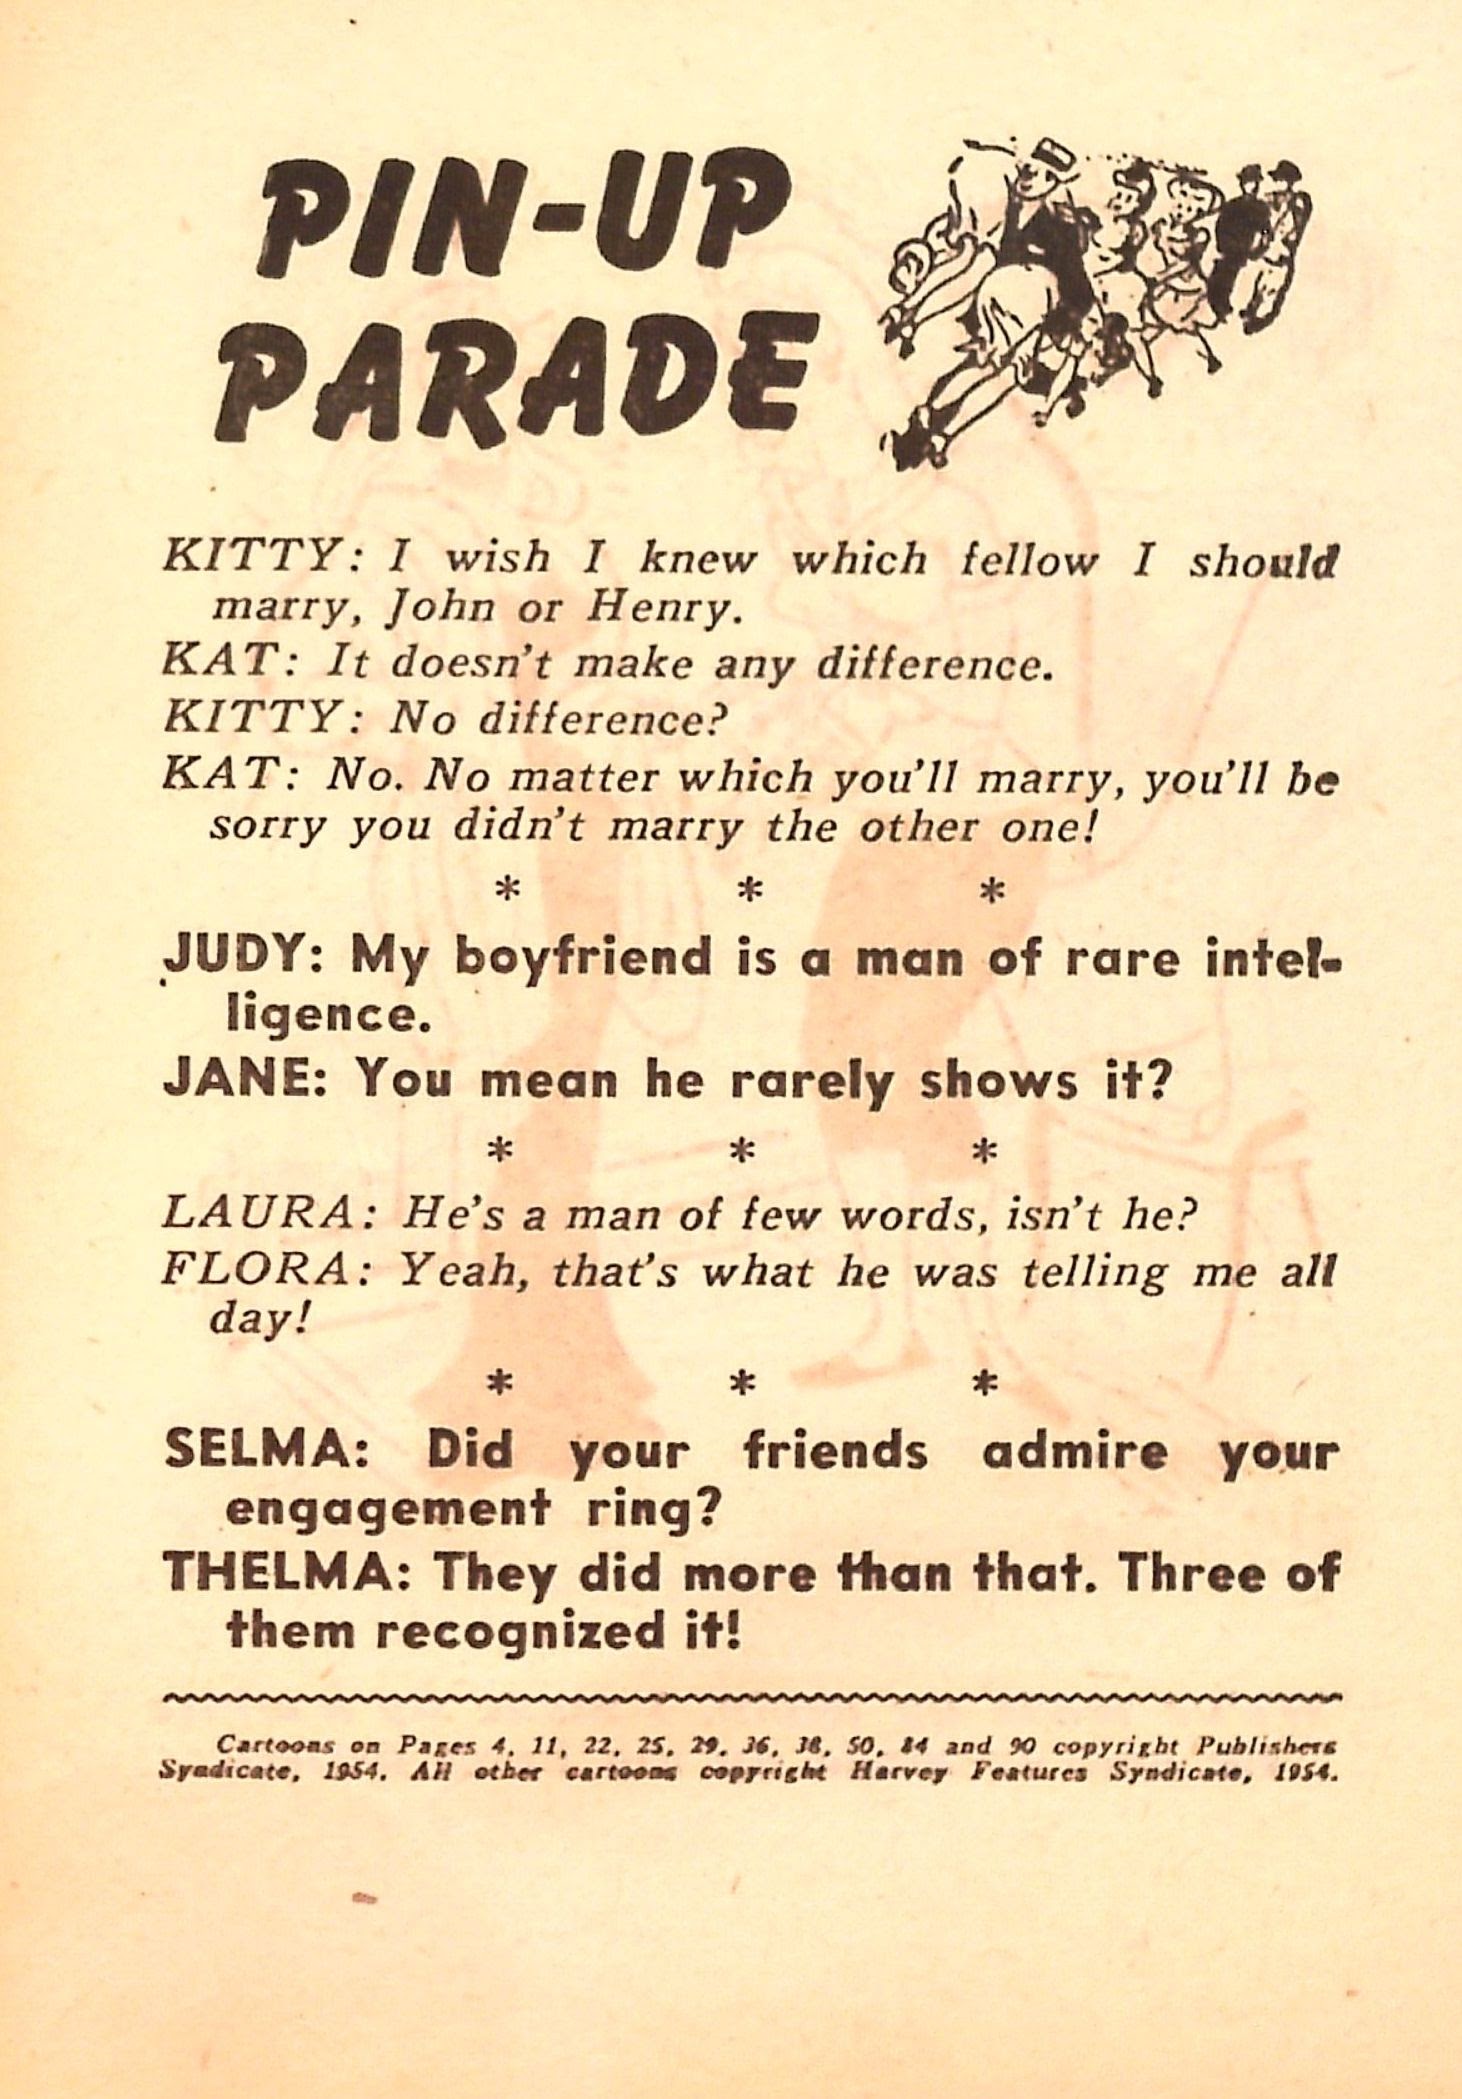 PIN-UP
PARADE
KITTY: I wish I knew which fellow I should
marry, John or Henry.
KAT: It doesn't make any difference.
KITTY: No difference?
KAT: No. No matter which you'll marry, you'll be
sorry you didn't marry the other one!
* * *
JUDY: My boyfriend is a man of rare intel-
ligence.
JANE: You mean he rarely shows it?
* * *
LAURA: He's a man of few words, isn't he?
FLORA: Yeah, that's what he was telling me all
day!
* * *
SELMA: Did your friends admire your
engagement ring?
THELMA: They did more than that. Three of
them recognized it!
Cartoons on Pages 4, 11, 22, 25, 29, 36, 38, 50, 84 and 90 copyright Publishers
Syndicate, 1954. All other cartoons copyright Harvey Features Syndicate, 1954.